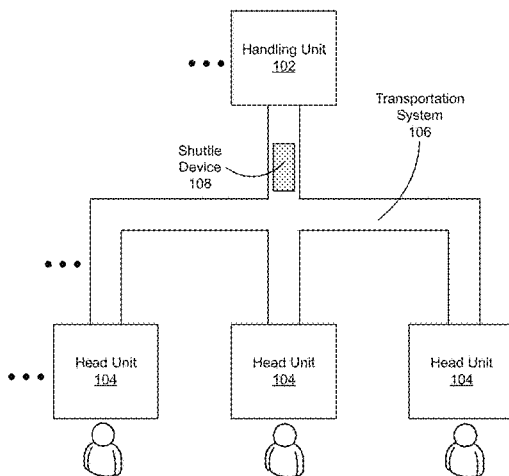 Handling Unit
102
Transportation
System
106
Shuttle
Device
108
Head Unit
104
Head Unit
104
Head Unit
104